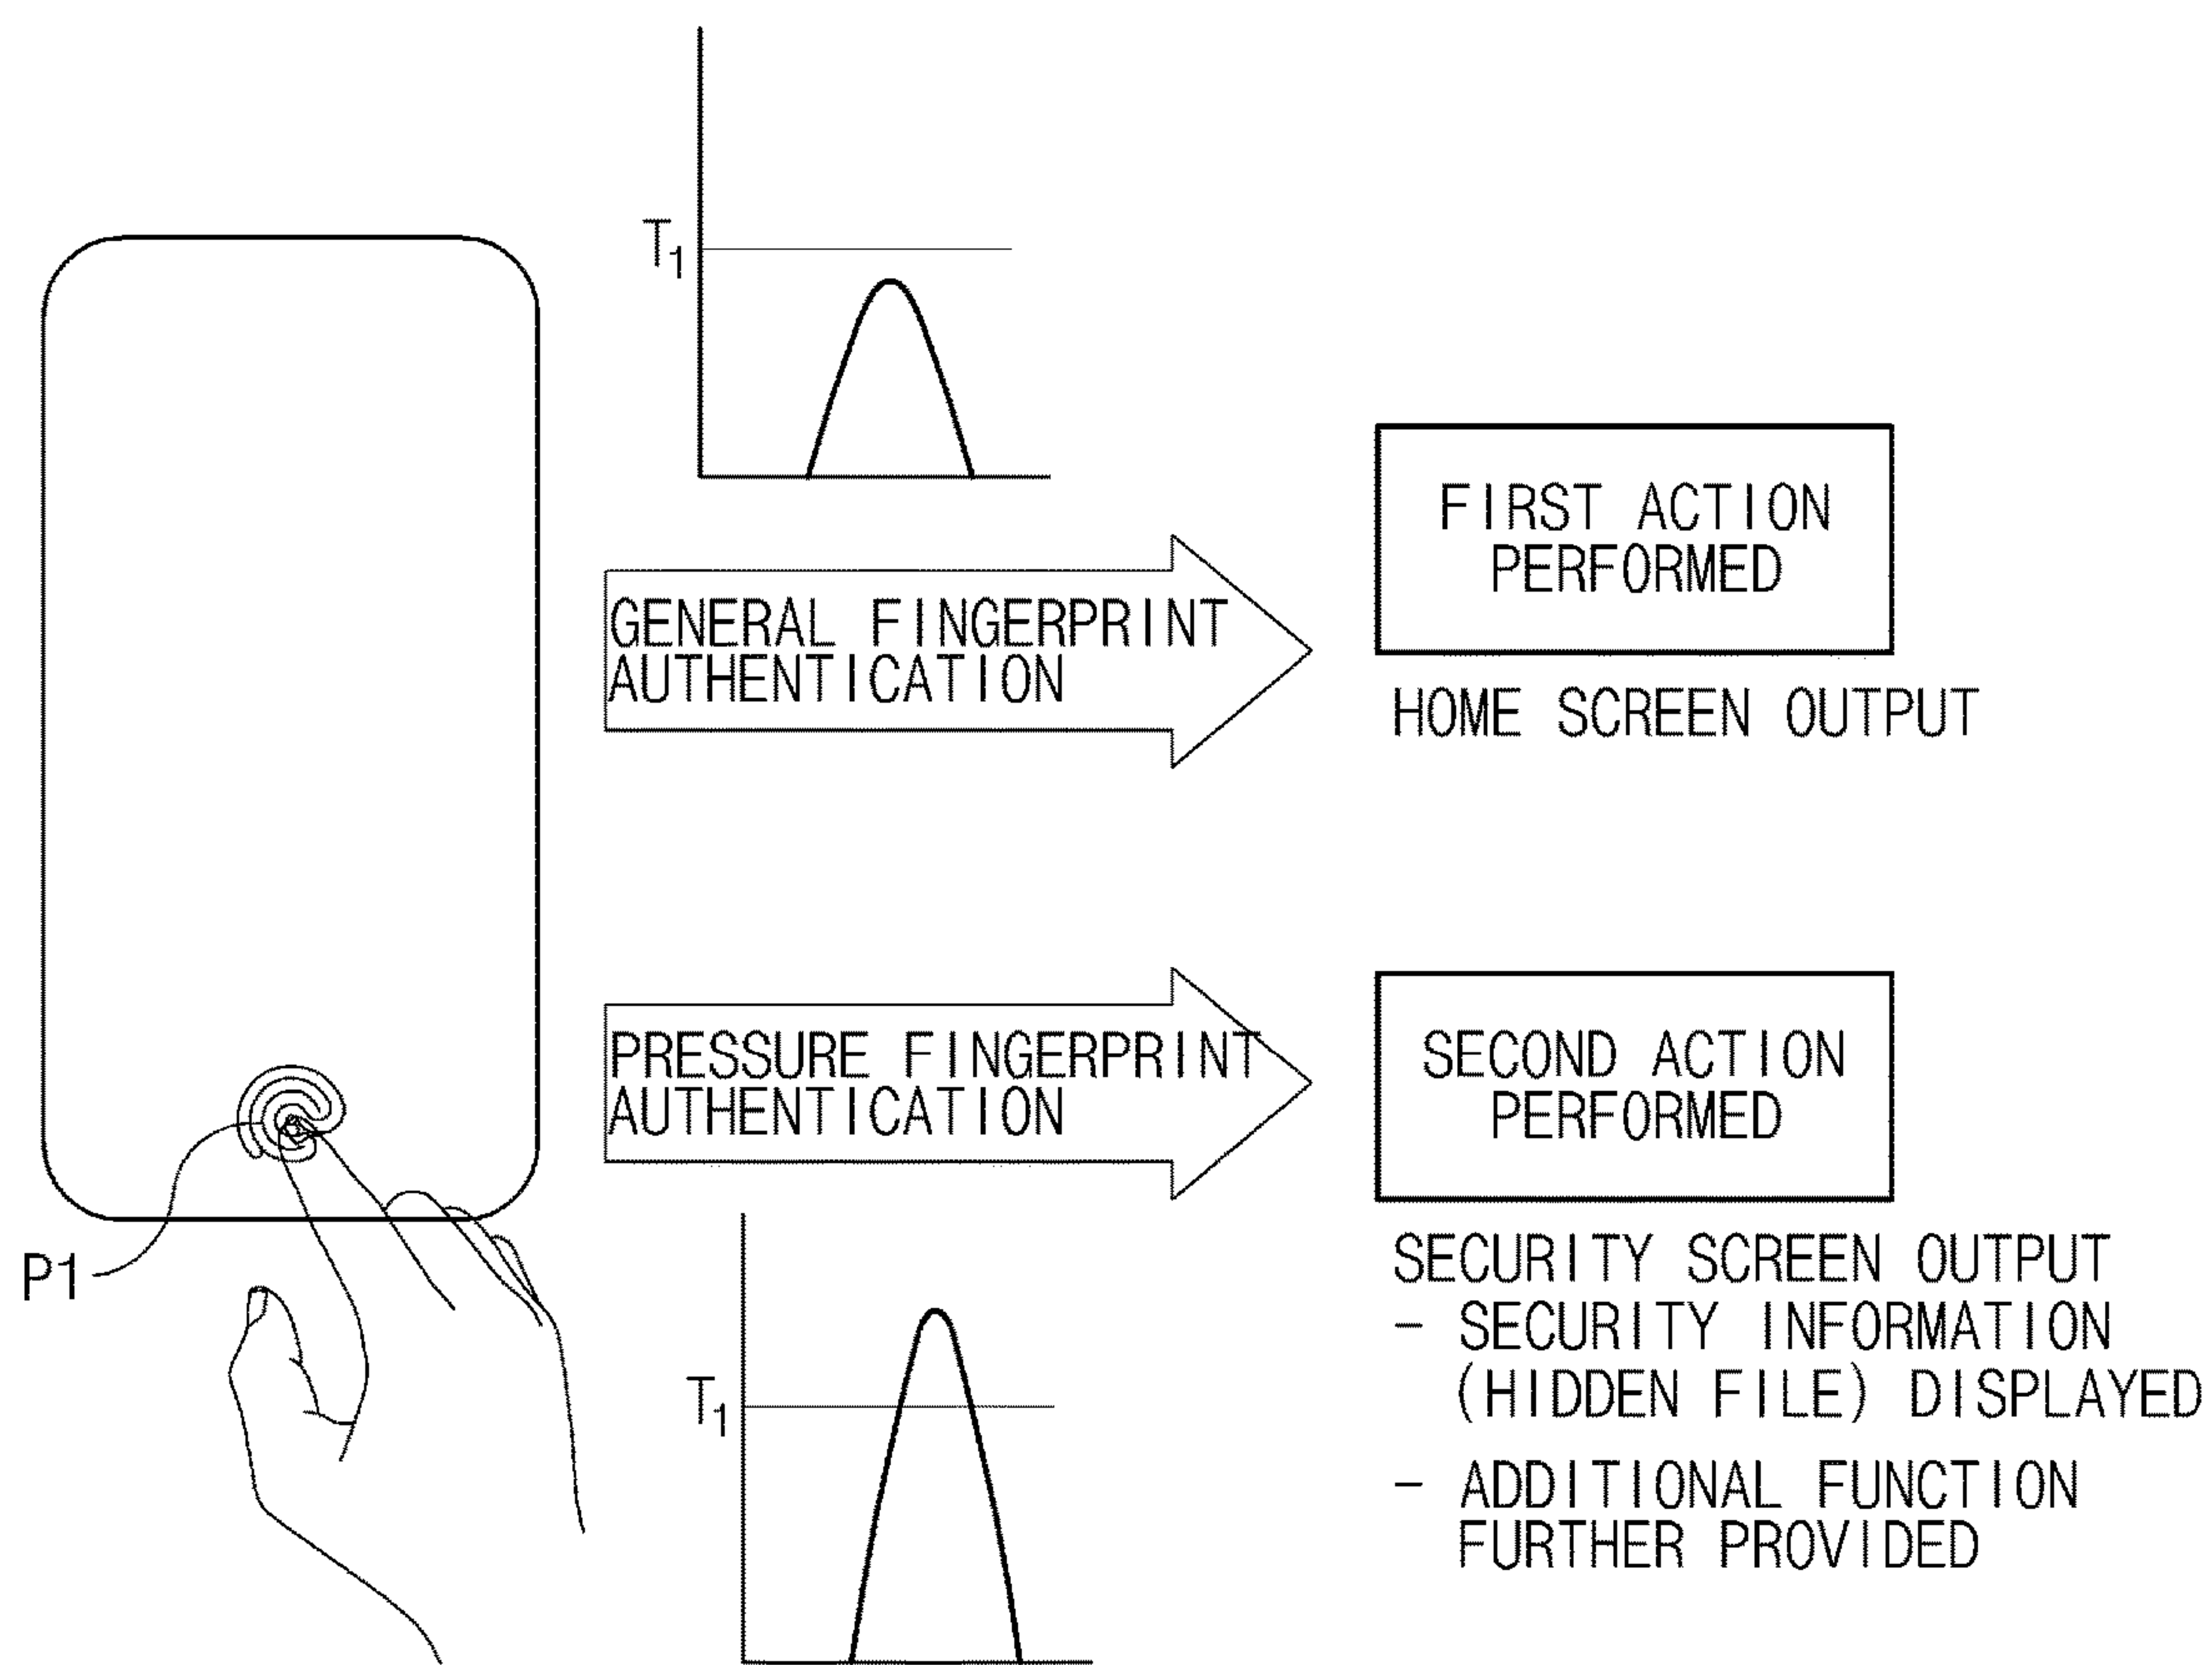 T1
FIRST ACTION
PERFORMED
GENERAL FINGERPRINT
AUTHENTICATION
HOME SCREEN OUTPUT
PRESSURE FINGERPRINT
AUTHENTICATION
SECOND ACTION
PERFORMED
P1
SECURITY SCREEN OUTPUT
- SECURITY INFORMATION
(HIDDEN FILE) DISPLAYED
T1
- ADDITIONAL FUNCTION
FURTHER PROVIDED